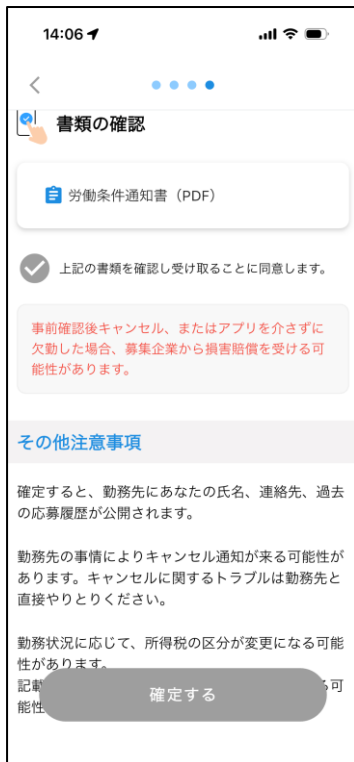 14:06
書類の確認
労働条件通知書（PDF）
上記の書類を確認し受け取ることに同意します。
事前確認後キャンセル、またはアプリを介さずに
欠勤した場合、募集企業から損害賠償を受ける可
能性があります。
その他注意事項
確定すると、勤務先にあなたの氏名、連絡先、過去
の応募履歴が公開されます。
勤務先の事情によりキャンセル通知が来る可能性が
あります。キャンセルに関するトラブルは勤務先と
直接やりとりください。
勤務状況に応じて、所得税の区分が変更になる可能
性があります。
記載
可
能性
確定する